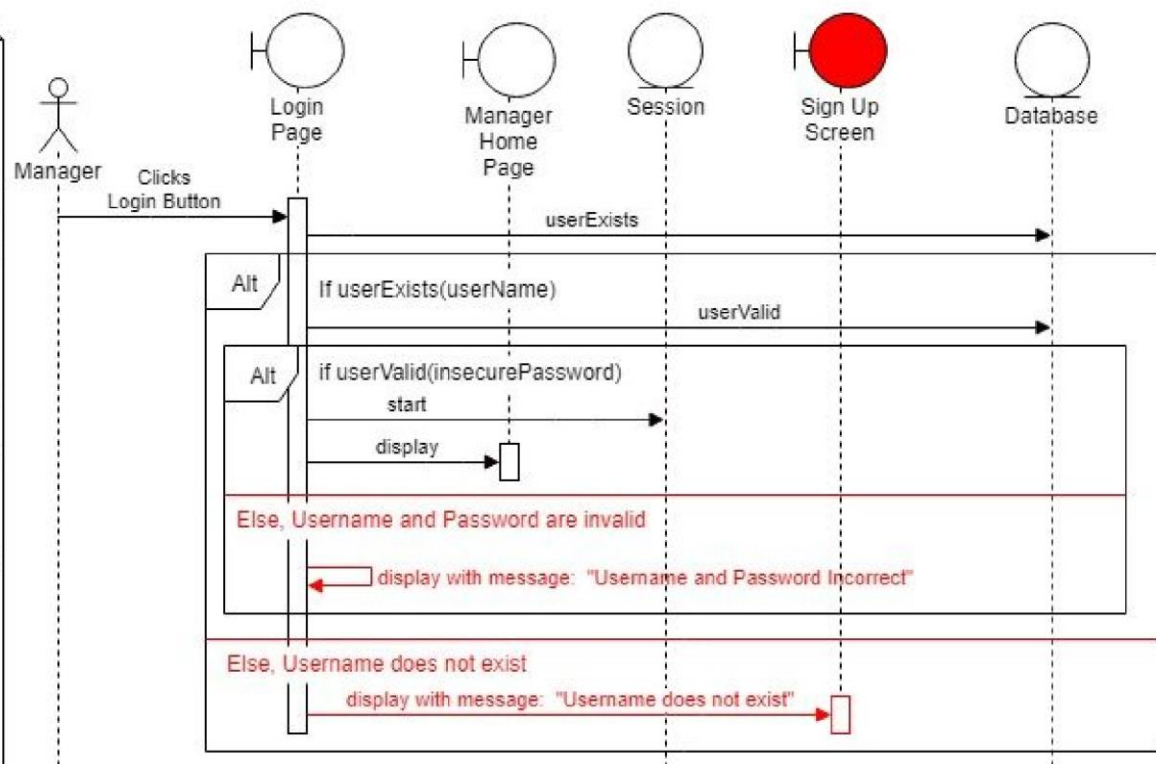 Manager
Login
Page
Manager
Home
Page
Session
Sign Up
Screen
Database
Clicks
Login Button
userExists
Alt
If userExists(userName)
userValid
Alt
if userValid(insecurePassword)
start
display
Else, Username and Password are invalid
display with message: "Username and Password Incorrect"
Else, Username does not exist
display with message: "Username does not exist"